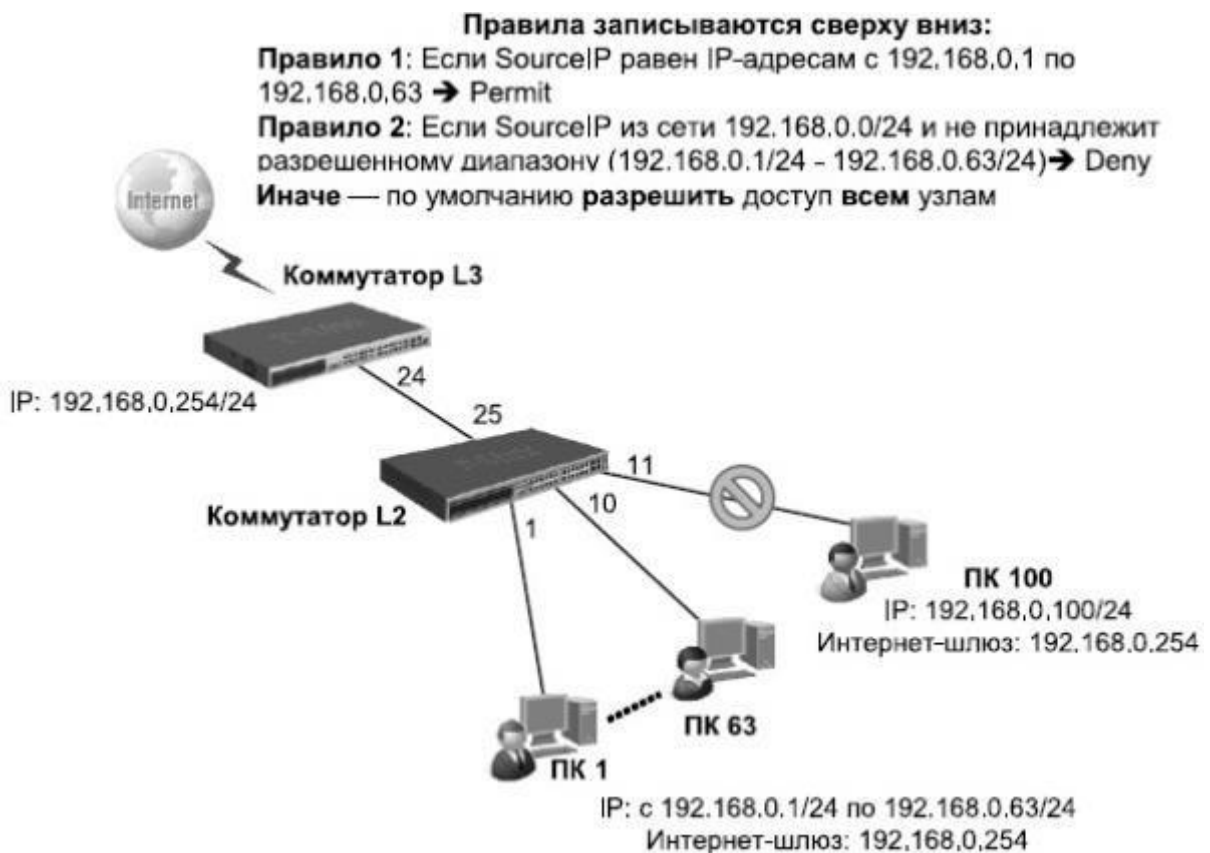 Правила записываются сверху вниз:
Правило 1: Если SourceIP равен IP-адресам с 192.168.0.1 по
192.168.0.63 ➔ Permit
Правило 2: Если SourceIP из сети 192.168.0.0/24 и не принадлежит
разрешенному диапазону (192.168.0.1/24 - 192.168.0.63/24)➔ Deny
Иначе — по умолчанию разрешить доступ всем узлам
Internet
Коммутатор L3
24
IP: 192.168.0.254/24
25
11
10
Коммутатор L2
1
ПК 100
IP: 192.168.0.100/24
Интернет-шлюз: 192.168.0.254
ПК 63
ПК 1
IP: с 192.168.0.1/24 по 192.168.0.63/24
Интернет-шлюз: 192.168.0.254